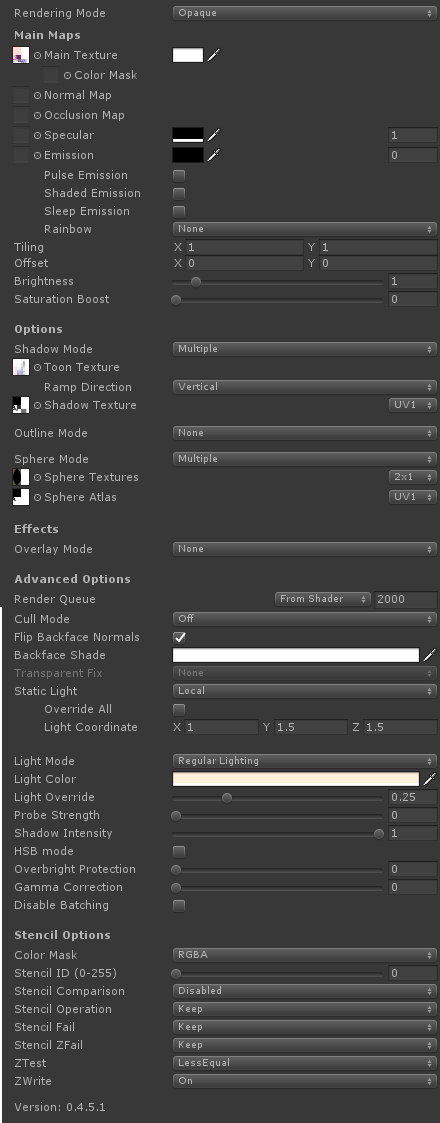 Rendering Mode Opaque
Main Maps
Main Texture
Color Mask
Normal Map
Occlusion Map
Specular 1
Emission 0
Pulse Emission
Shaded Emission
Sleep Emission
Rainbow None
Tiling X 1 Y 1
Offset X 0 Y 0
Brightness 1
Saturation Boost 0
Options
Shadow Mode Multiple
Toon Texture
Ramp Direction Vertical
Shadow Texture UV1
Outline Mode None
Sphere Mode Multiple
Sphere Textures 2x1
Sphere Atlas UV1
Effects
Overlay Mode None
Advanced Options
Render Queue From Shader 2000
Cull Mode Off
Flip Backface Normals
Backface Shade
Transparent Fix None
Static Light Local
Override All
Light Coordinate X 1 Y 1.5 Z 1.5
Light Mode Regular Lighting
Light Color
Light Override 0.25
Probe Strength 0
Shadow Intensity 1
HSB mode
Overbright Protection 0
Gamma Correction 0
Disable Batching
Stencil Options
Color Mask RGBA
Stencil ID (0-255) 0
Stencil Comparison Disabled
Stencil Operation Keep
Stencil Fail Keep
Stencil ZFail Keep
ZTest LessEqual
ZWrite On
Version: 0.4.5.1